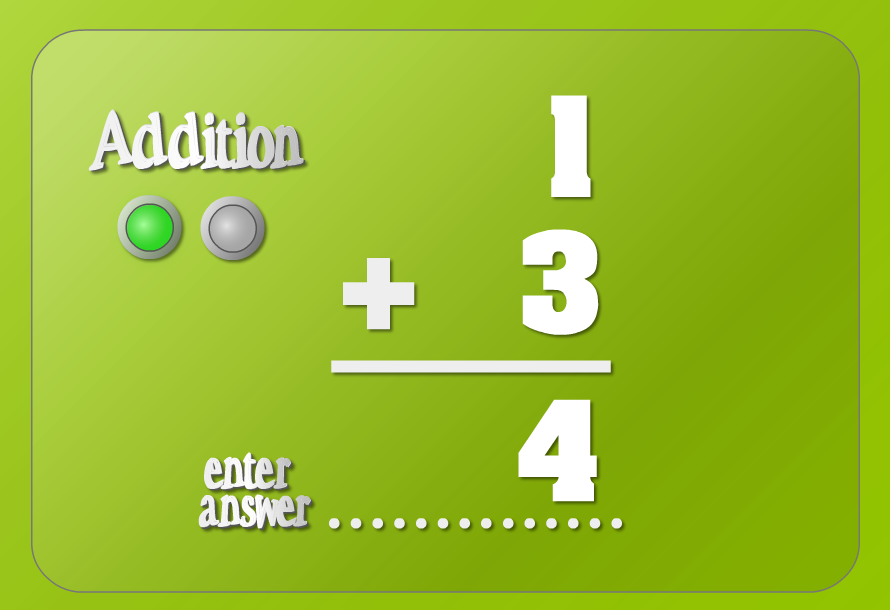 Addition
1
+ 3
4
enter
answer ..............